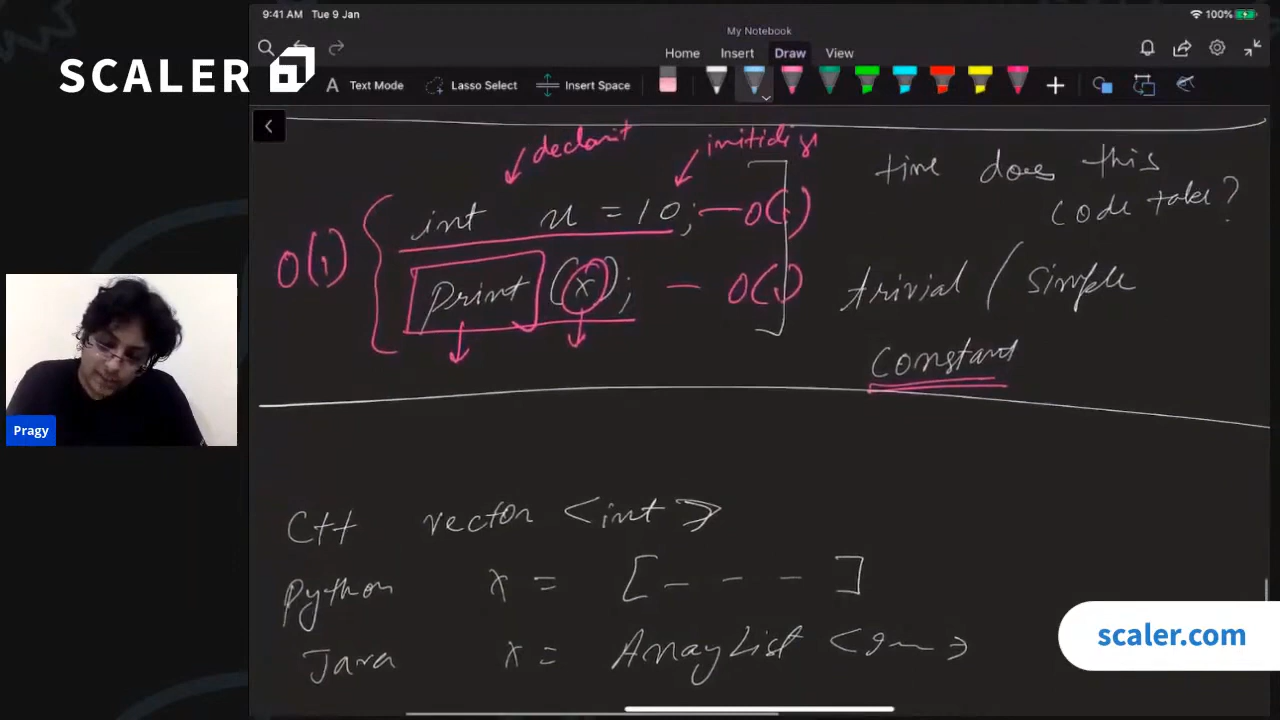 9:41 AM Tue 9 Jan
100%
My Notebook
Home Insert Draw View
SCALER
Text Mode Lasso Select Insert Space
declarat initializ
time does this
code take?
int x = 10; — O(1)
O(1)
print (x); — O(1)
trivial / simple
constant
Pragy
C++ vector <int>
Python x = [ - - - ]
Java x = ArrayList
scaler.com